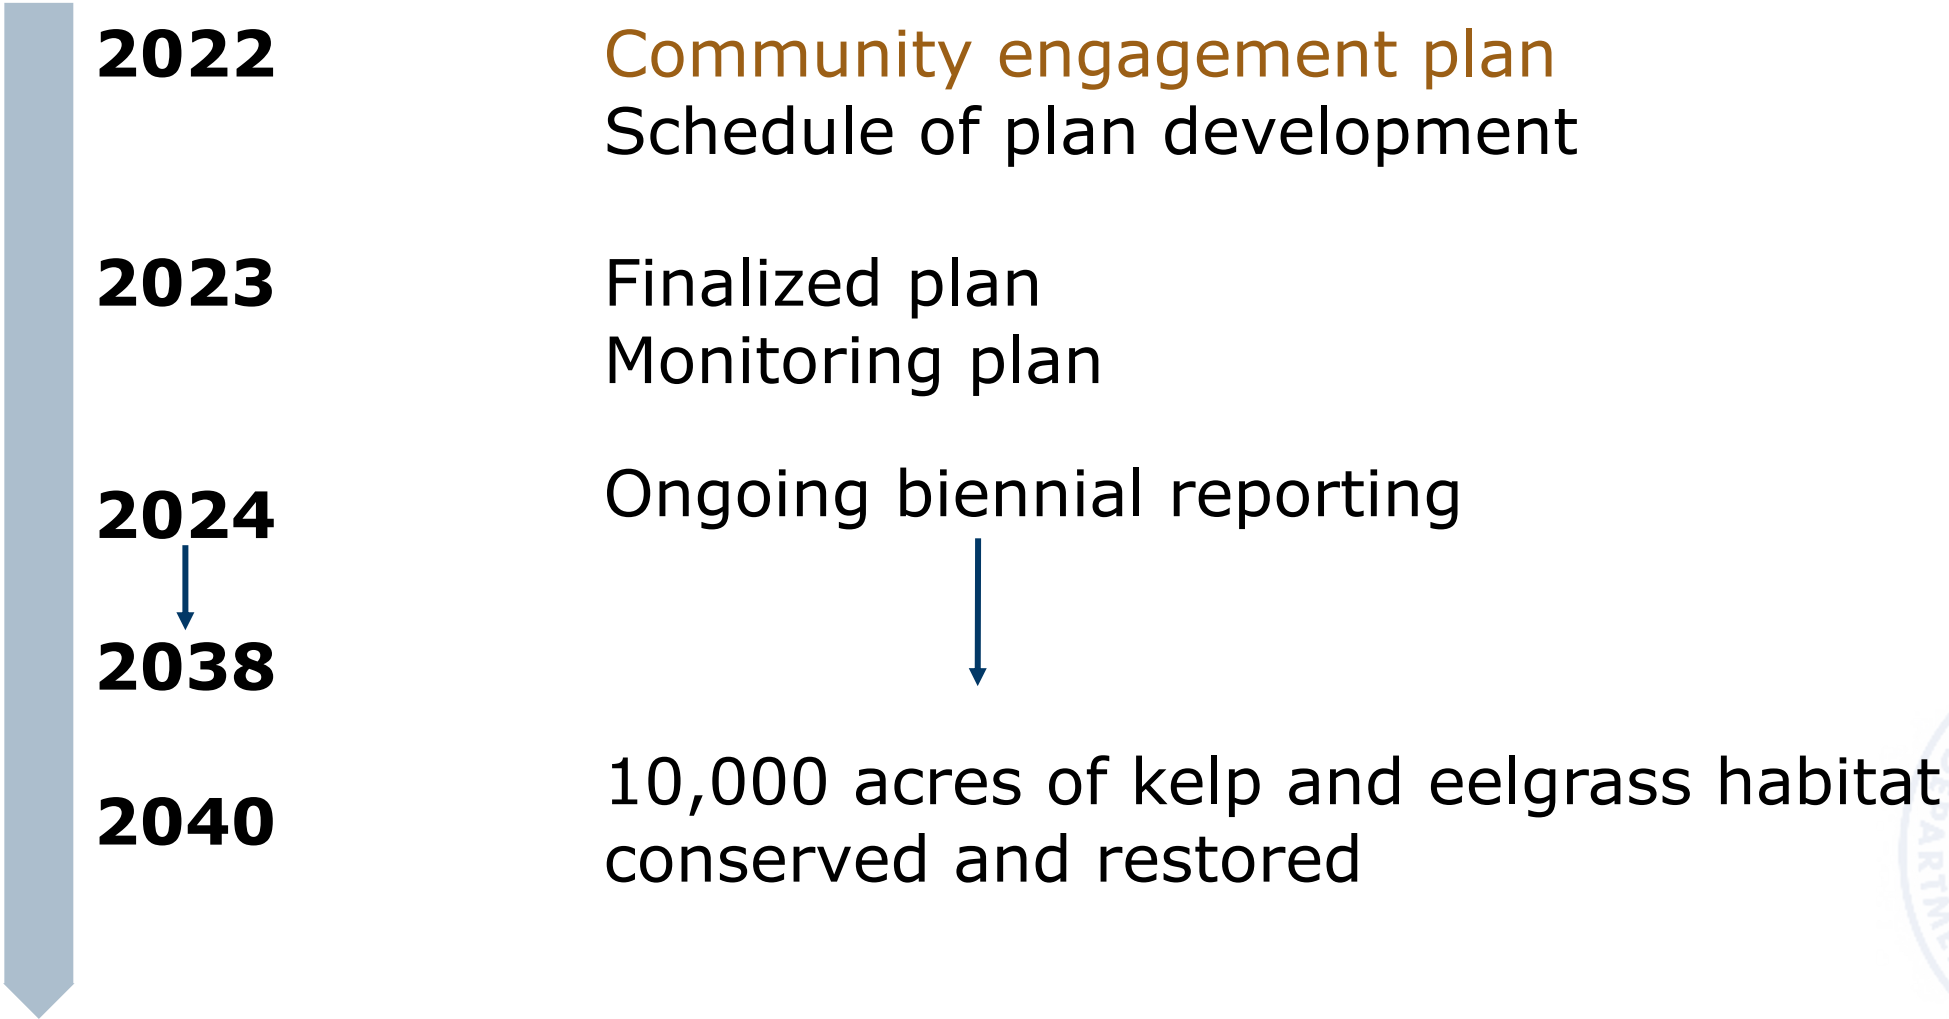 2022 Community engagement plan
Schedule of plan development
2023 Finalized plan
Monitoring plan
2024 Ongoing biennial reporting
2038
2040 10,000 acres of kelp and eelgrass habitat
conserved and restored